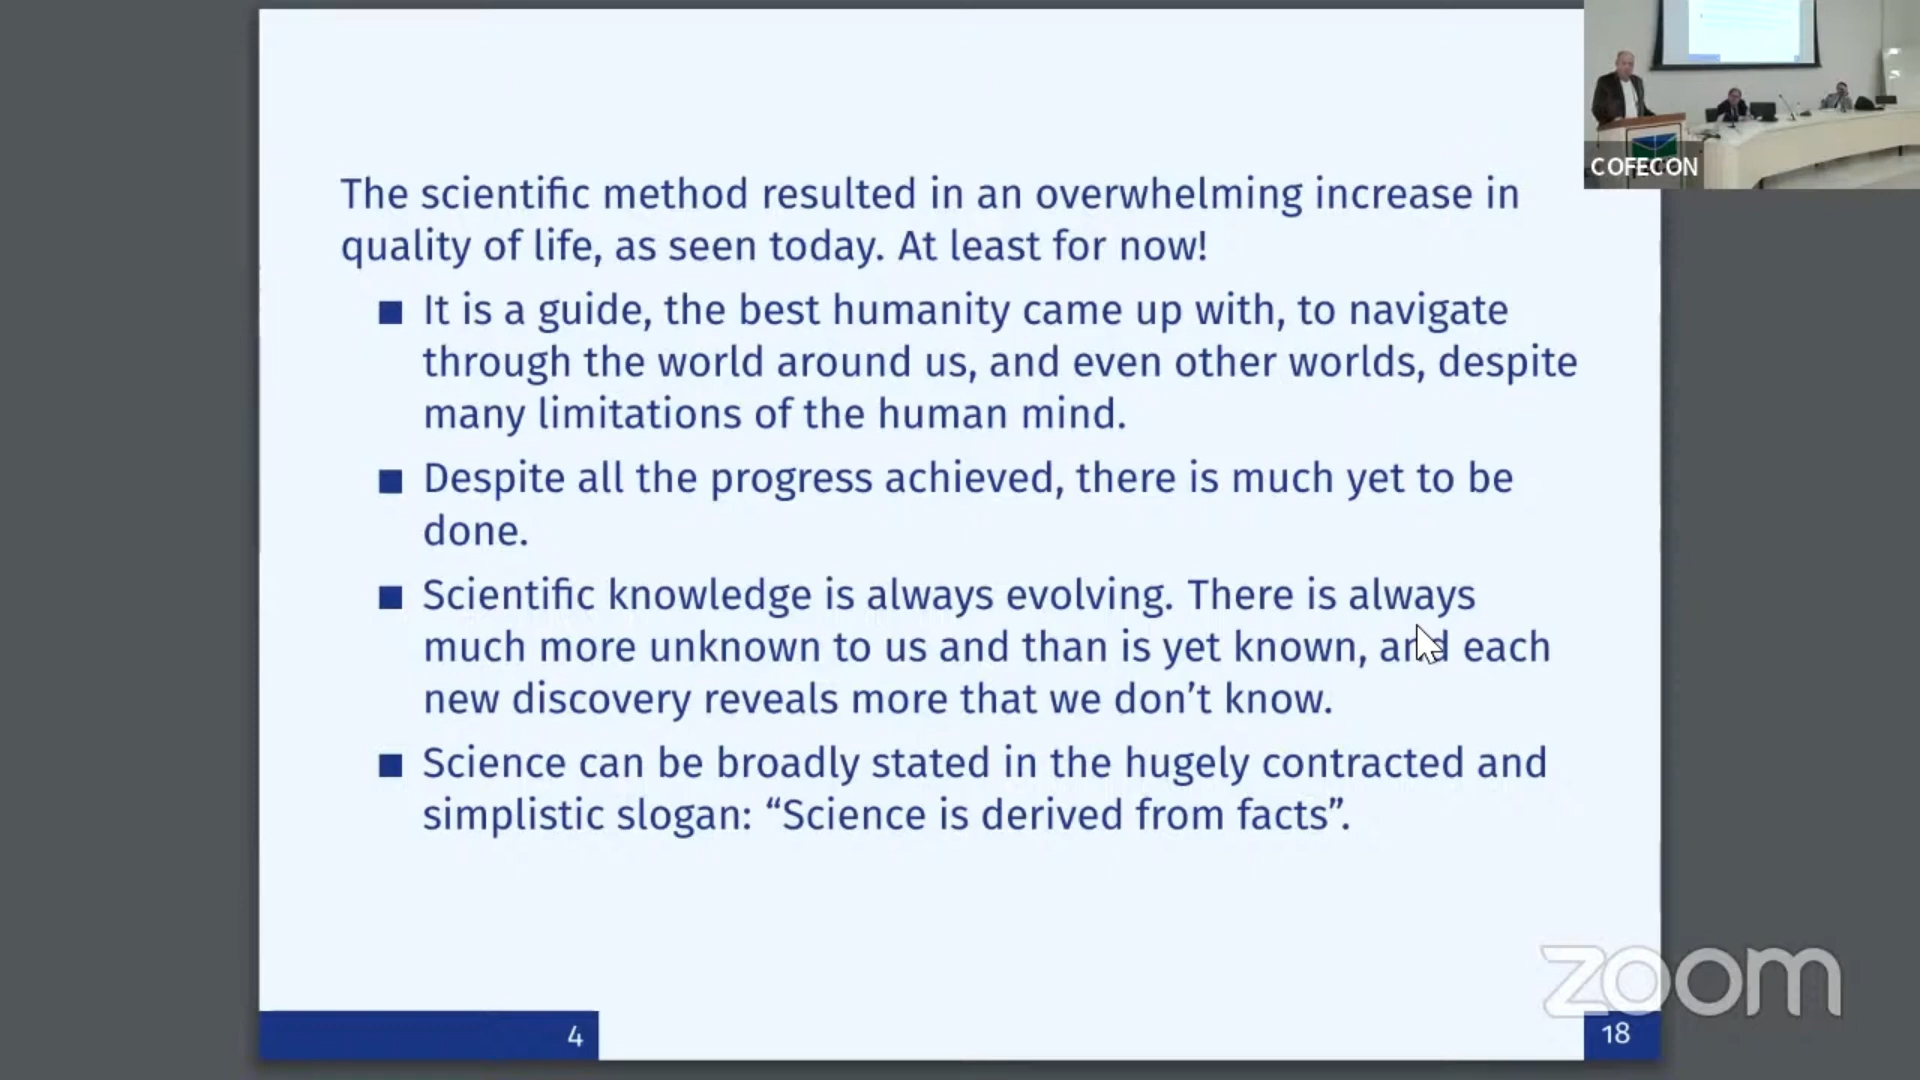 The scientific method resulted in an overwhelming increase in
quality of life, as seen today. At least for now!
It is a guide, the best humanity came up with, to navigate
through the world around us, and even other worlds, despite
many limitations of the human mind.
Despite all the progress achieved, there is much yet to be
done.
Scientific knowledge is always evolving. There is always
much more unknown to us and than is yet known, and each
new discovery reveals more that we don’t know.
Science can be broadly stated in the hugely contracted and
simplistic slogan: “Science is derived from facts”.
4
18
COFECON
zoom